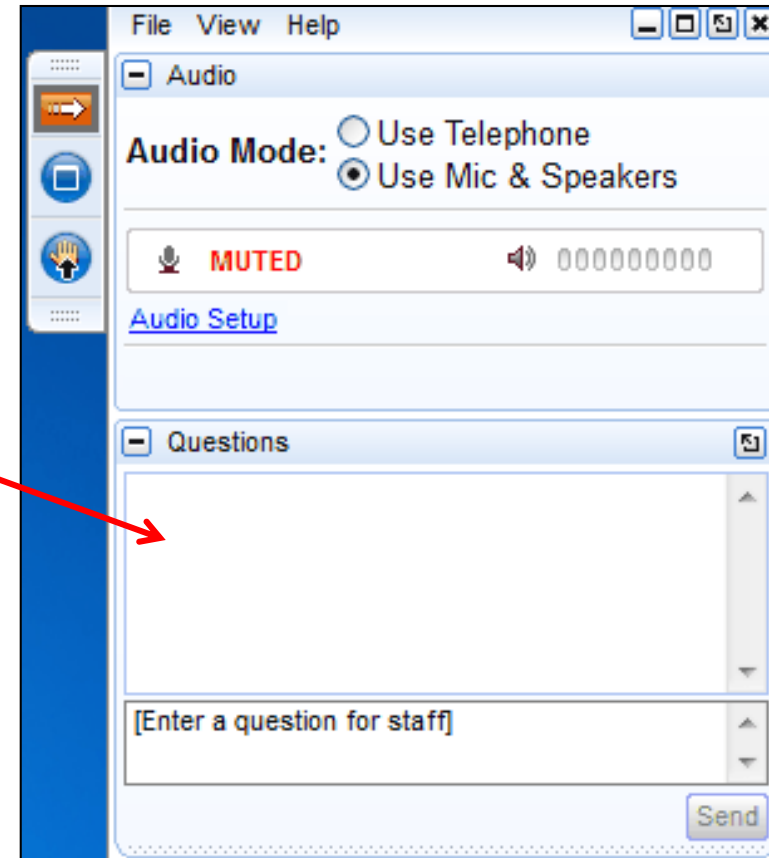 File View Help
Audio
Audio Mode:
Use Telephone
Use Mic & Speakers
MUTED 000000000
Audio Setup
Questions
[Enter a question for staff]
Send